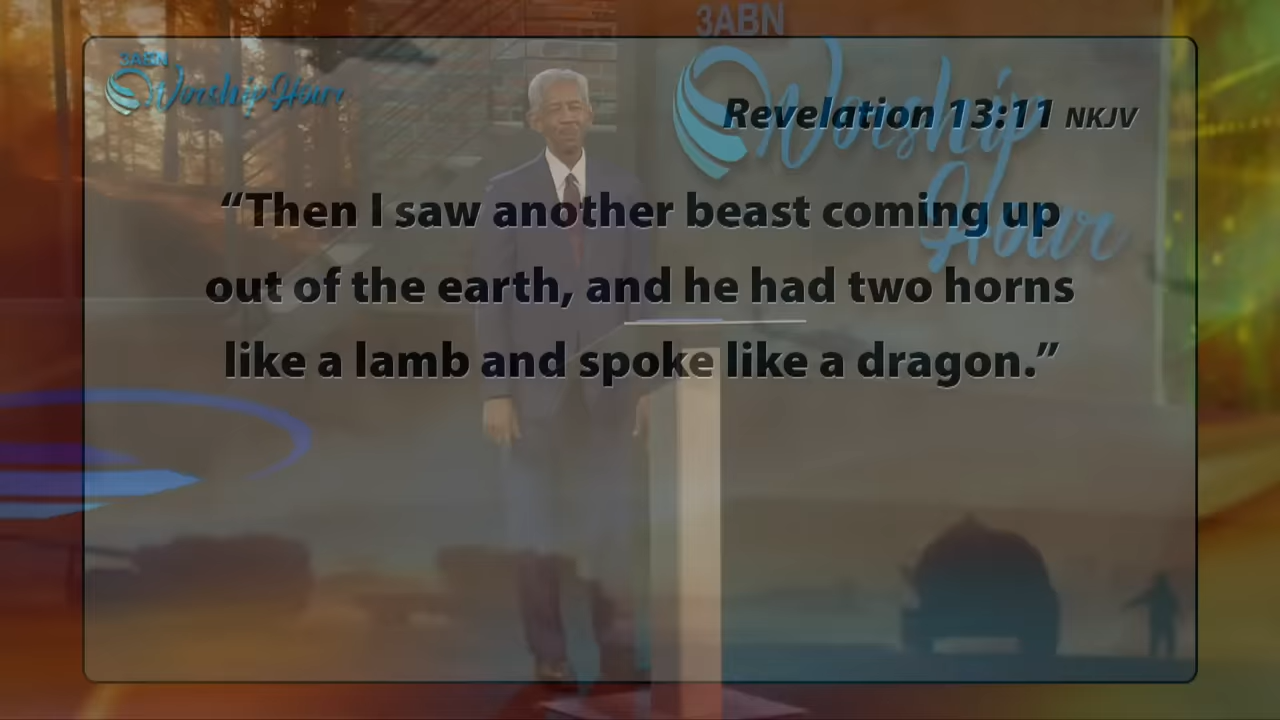 3ABN
3ABN
Worship Hour
Worship
Hour
Revelation 13:11 NKJV
“Then I saw another beast coming up
out of the earth, and he had two horns
like a lamb and spoke like a dragon.”